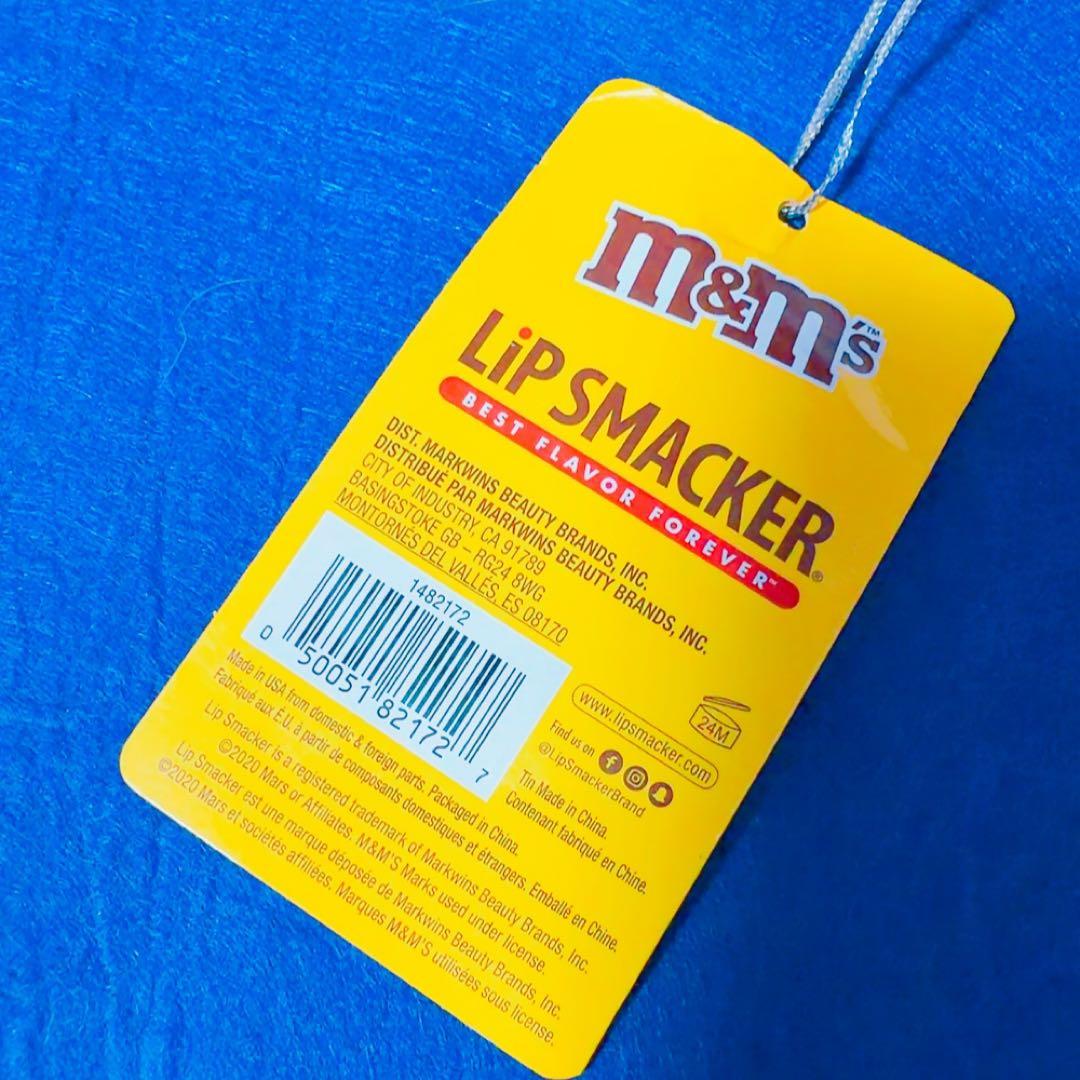 m&m's™
LiP SMACKER®
BEST FLAVOR FOREVER™
DIST. MARKWINS BEAUTY BRANDS, INC.
DISTRIBUÉ PAR MARKWINS BEAUTY BRANDS, INC.
CITY OF INDUSTRY, CA 91789
BASINGSTOKE GB – RG24 8WG
MONTORNÉS DEL VALLÉS, ES 08170
1482172
0 50051 82172 7
www.lipsmacker.com
24M
Find us on
@LipSmackerBrand
Tin Made in China.
Contenant fabriqué en Chine.
Made in USA from domestic & foreign parts. Packaged in China.
Fabriqué aux É.U. à partir de composants domestiques et étrangers. Emballé en Chine.
Lip Smacker is a registered trademark of Markwins Beauty Brands, Inc.
©2020 Mars or Affiliates. M&M'S Marks used under license.
Lip Smacker est une marque déposée de Markwins Beauty Brands, Inc.
©2020 Mars et sociétés affiliées. Marques M&M'S utilisées sous license.